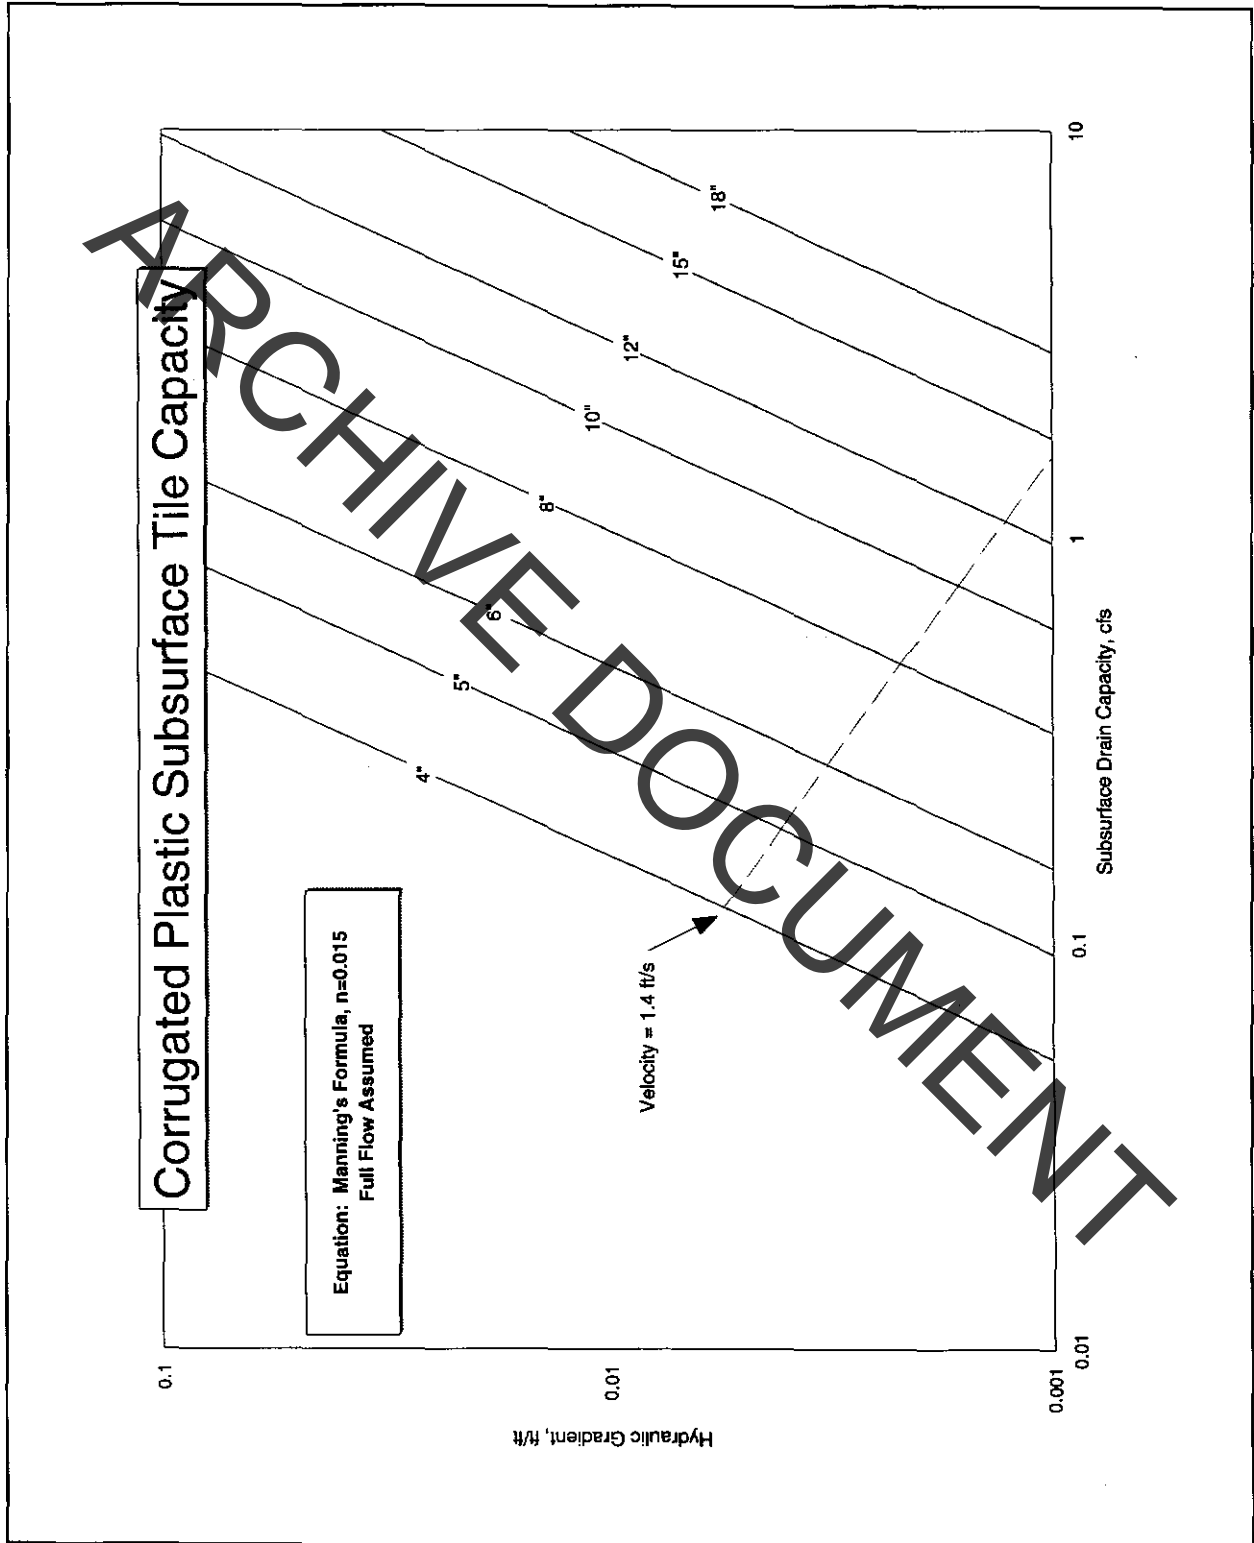 Corrugated Plastic Subsurface Tile Capacity
Equation: Manning's Formula, n=0.015
Full Flow Assumed
Hydraulic Gradient, ft/ft
0.1
0.01
0.001
4"
5"
6"
8"
10"
12"
15"
18"
Velocity = 1.4 ft/s
0.01
0.1
1
10
Subsurface Drain Capacity, cfs
ARCHIVE DOCUMENT